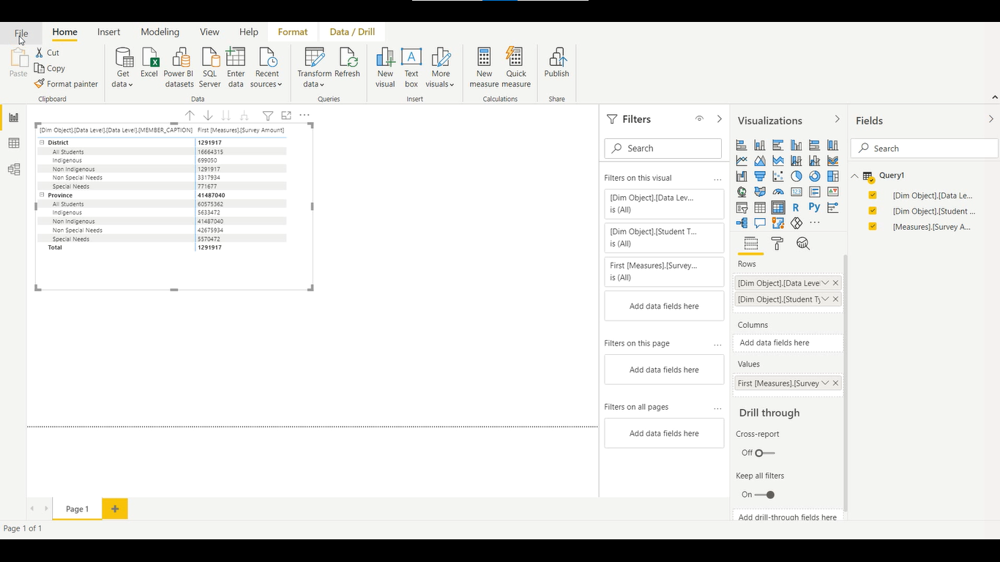 File Home Insert Modeling View Help Format Data / Drill
Paste
Cut
Copy
Format painter
Clipboard
Get data
Excel
Power BI datasets
SQL Server
Enter data
Recent sources
Data
Transform data
Refresh
Queries
New visual
Text box
More visuals
Insert
New measure
Quick measure
Calculations
Publish
Share
[Dim Object].[Data Level].[Data Level].[MEMBER_CAPTION] First [Measures].[Survey Amount]
District 1291917
All Students 16664315
Indigenous 699050
Non Indigenous 1291917
Non Special Needs 3317934
Special Needs 771677
Province 41487040
All Students 60575362
Indigenous 5633472
Non Indigenous 41487040
Non Special Needs 42675934
Special Needs 5570472
Total 1291917
Filters
Search
Filters on this visual ...
[Dim Object].[Data Lev...
is (All)
[Dim Object].[Student T...
is (All)
First [Measures].[Survey...
is (All)
Add data fields here
Filters on this page ...
Add data fields here
Filters on all pages ...
Add data fields here
Visualizations
R Py
...
Rows
[Dim Object].[Data Leve
[Dim Object].[Student Ty
Columns
Add data fields here
Values
First [Measures].[Survey
Drill through
Cross-report
Off
Keep all filters
On
Add drill-through fields here
Fields
Search
Query1
[Dim Object].[Data Le...
[Dim Object].[Student ...
[Measures].[Survey A...
Page 1
Page 1 of 1